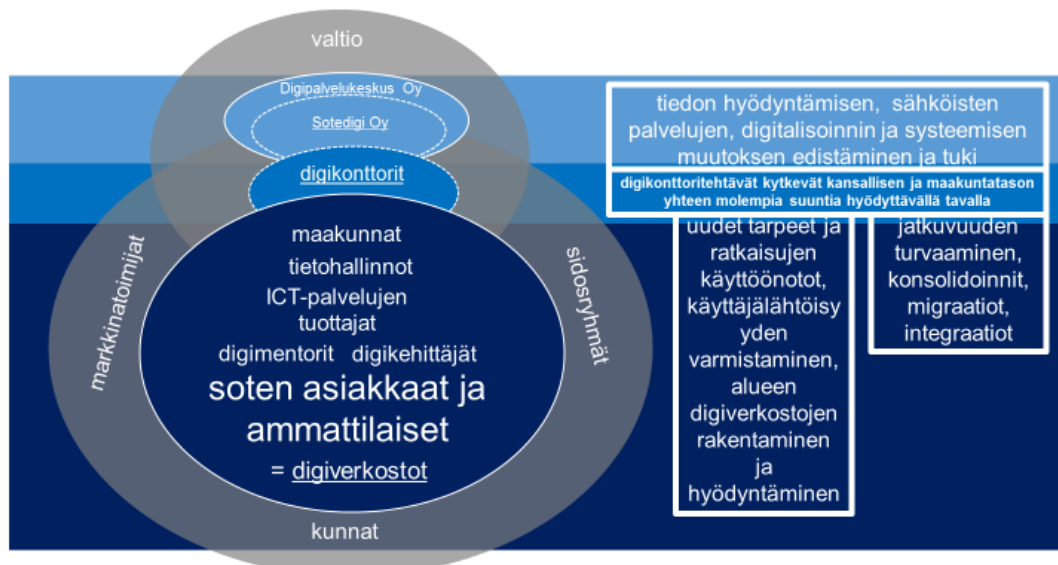 valtio
Digipalvelukeskus Oy
Sotedigi Oy
digikonttorit
maakunnat
tietohallinnot
ICT-palvelujen
tuottajat
digimentorit digikehittäjät
soten asiakkaat ja
ammattilaiset
= digiverkostot
markkinatoimijat
sidosryhmät
kunnat
tiedon hyödyntämisen, sähköisten
palvelujen, digitalisoinnin ja systeemisen
muutoksen edistäminen ja tuki
digikonttoritehtävät kytkevät kansallisen ja maakuntatason
yhteen molempia suuntia hyödyttävällä tavalla
uudet tarpeet ja
ratkaisujen
käyttöönotot,
käyttäjälähtöisy
yden
varmistaminen,
alueen
digiverkostojen
rakentaminen
ja
hyödyntäminen
jatkuvuuden
turvaaminen,
konsolidoinnit,
migraatiot,
integraatiot